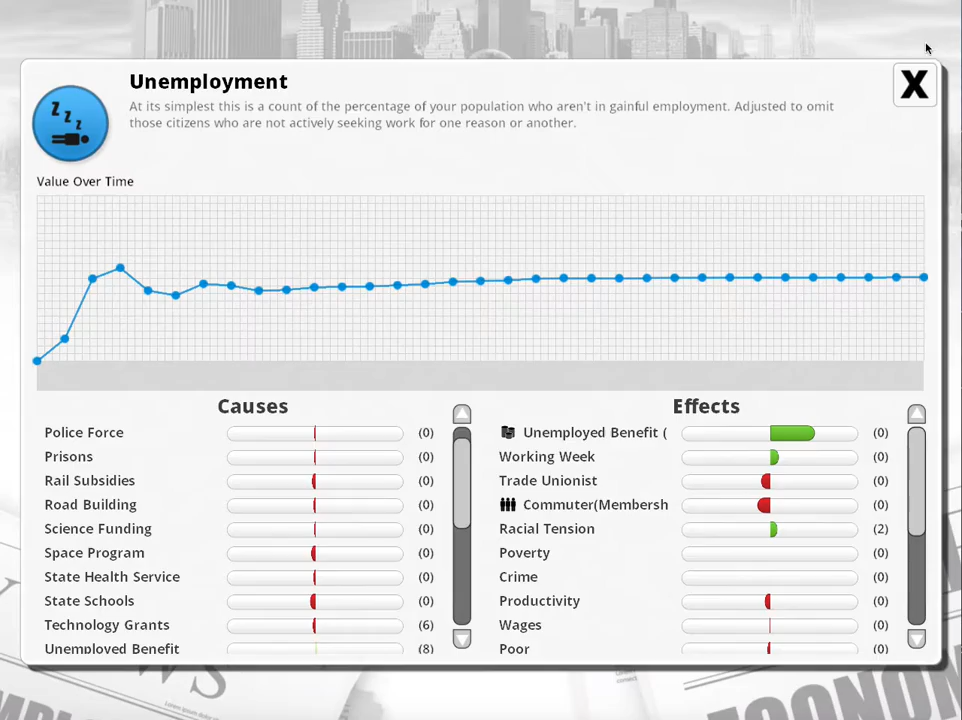 Unemployment
X
At its simplest this is a count of the percentage of your population who aren't in gainful employment. Adjusted to omit
those citizens who are not actively seeking work for one reason or another.
z z z
Value Over Time
Causes
Police Force (0)
Prisons (0)
Rail Subsidies (0)
Road Building (0)
Science Funding (0)
Space Program (0)
State Health Service (0)
State Schools (0)
Technology Grants (6)
Unemployed Benefit (8)
Effects
Unemployed Benefit ( (0)
Working Week (0)
Trade Unionist (0)
Commuter(Membersh (0)
Racial Tension (2)
Poverty (0)
Crime (0)
Productivity (0)
Wages (0)
Poor (0)